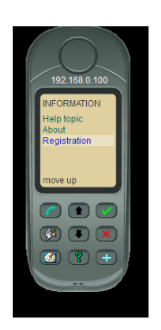 192.168.0.100
INFORMATION
Help topic
About
Registration
move up
?